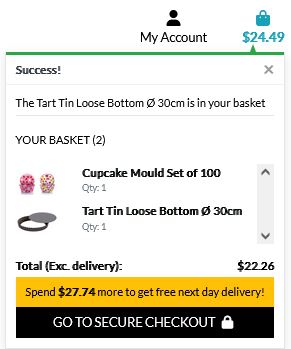 My Account
$24.49
Success!
×
The Tart Tin Loose Bottom Ø 30cm is in your basket
YOUR BASKET (2)
Cupcake Mould Set of 100
Qty: 1
Tart Tin Loose Bottom Ø 30cm
Qty: 1
Total (Exc. delivery): $22.26
Spend $27.74 more to get free next day delivery!
GO TO SECURE CHECKOUT